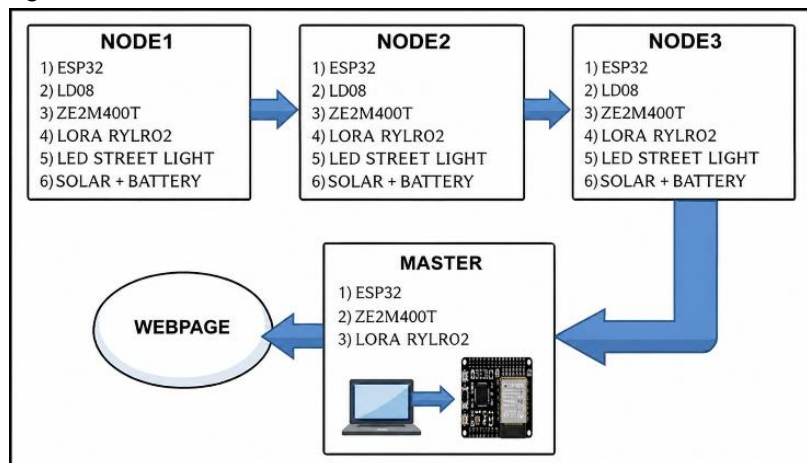 NODE1
1) ESP32
2) LD08
3) ZE2M400T
4) LORA RYLRO2
5) LED STREET LIGHT
6) SOLAR + BATTERY
NODE2
1) ESP32
2) LD08
3) ZE2M400T
4) LORA RYLRO2
5) LED STREET LIGHT
6) SOLAR + BATTERY
NODE3
1) ESP32
2) LD08
3) ZE2M400T
4) LORA RYLRO2
5) LED STREET LIGHT
6) SOLAR + BATTERY
MASTER
1) ESP32
2) ZE2M400T
3) LORA RYLRO2
WEBPAGE